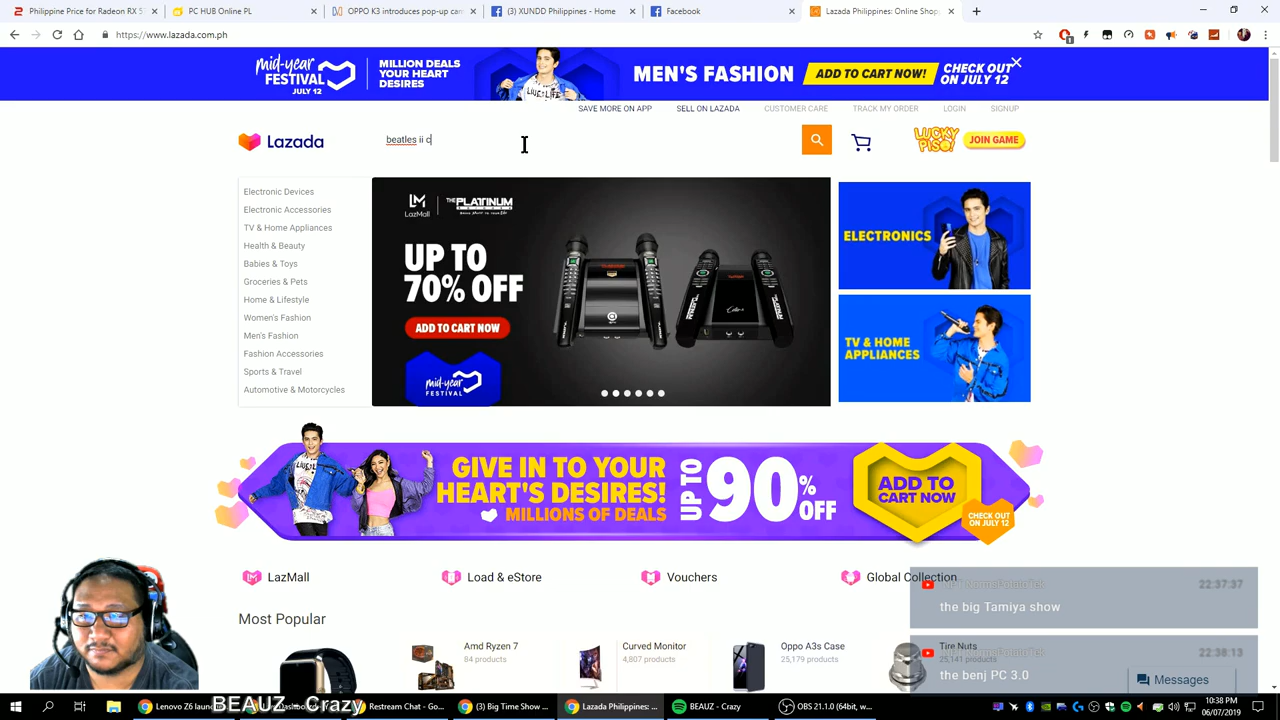 Philippine Price for Radeon RX 5
PC HUB Online PL
OPPO K3 introduces pop-up cam
(3) XUNDD Philippines - Home
Facebook
Lazada Philippines: Online Shop
https://www.lazada.com.ph
mid-year
FESTIVAL
JULY 12
MILLION DEALS
YOUR HEART
DESIRES
MEN'S FASHION
ADD TO CART NOW!
CHECK OUT
ON JULY 12
SAVE MORE ON APP
SELL ON LAZADA
CUSTOMER CARE
TRACK MY ORDER
LOGIN
SIGNUP
Lazada
beatles ii c
LUCKY
PISO
JOIN GAME
Electronic Devices
Electronic Accessories
TV & Home Appliances
Health & Beauty
Babies & Toys
Groceries & Pets
Home & Lifestyle
Women's Fashion
Men's Fashion
Fashion Accessories
Sports & Travel
Automotive & Motorcycles
LM
LazMall
THE PLATINUM
UP TO
70% OFF
ADD TO CART NOW
mid-year
FESTIVAL
ELECTRONICS
TV & HOME
APPLIANCES
GIVE IN TO YOUR
HEART'S DESIRES!
MILLIONS OF DEALS
UP TO
90% OFF
ADD TO
CART NOW
CHECK OUT
ON JULY 12
LazMall
Load & eStore
Vouchers
Global Collection
Most Popular
Amd Ryzen 7
84 products
Curved Monitor
4,807 products
Oppo A3s Case
25,179 products
Tire Nuts
25,141 products
22:37:37
the big Tamiya show
22:38:13
the benj PC 3.0
Messages
BEAUZ - Crazy
Lenovo Z6 laun
Restream Chat - Go...
(3) Big Time Show ...
Lazada Philippines: ...
BEAUZ - Crazy
OBS 21.1.0 (64bit, w...
10:38 PM
06/07/2019